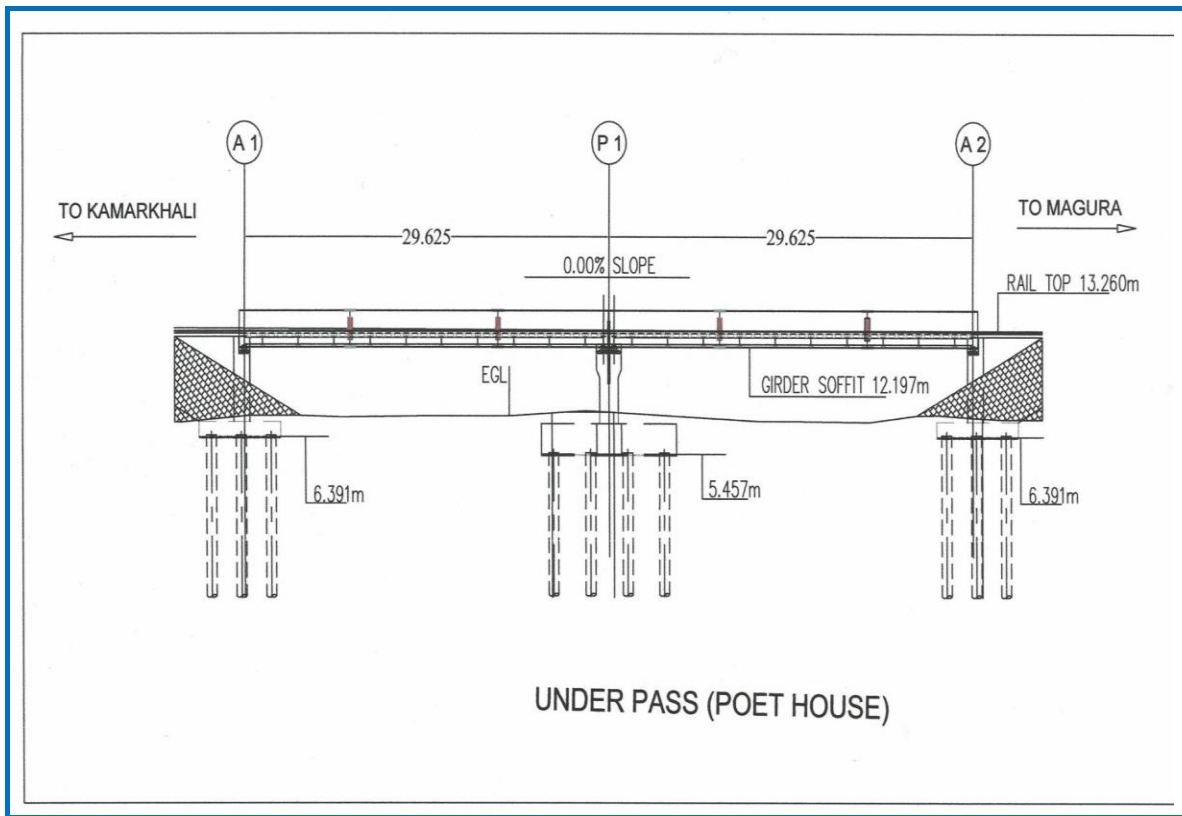 A 1
P 1
A 2
TO KAMARKHALI
TO MAGURA
29.625
29.625
0.00% SLOPE
RAIL TOP 13.260m
EGL
GIRDER SOFFIT 12.197m
6.391m
5.457m
6.391m
UNDER PASS (POET HOUSE)